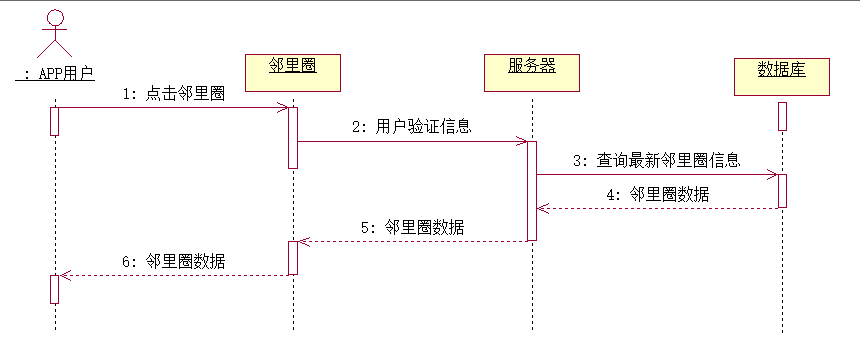 : APP用户
邻里圈
服务器
数据库
1: 点击邻里圈
2: 用户验证信息
3: 查询最新邻里圈信息
4: 邻里圈数据
5: 邻里圈数据
6: 邻里圈数据